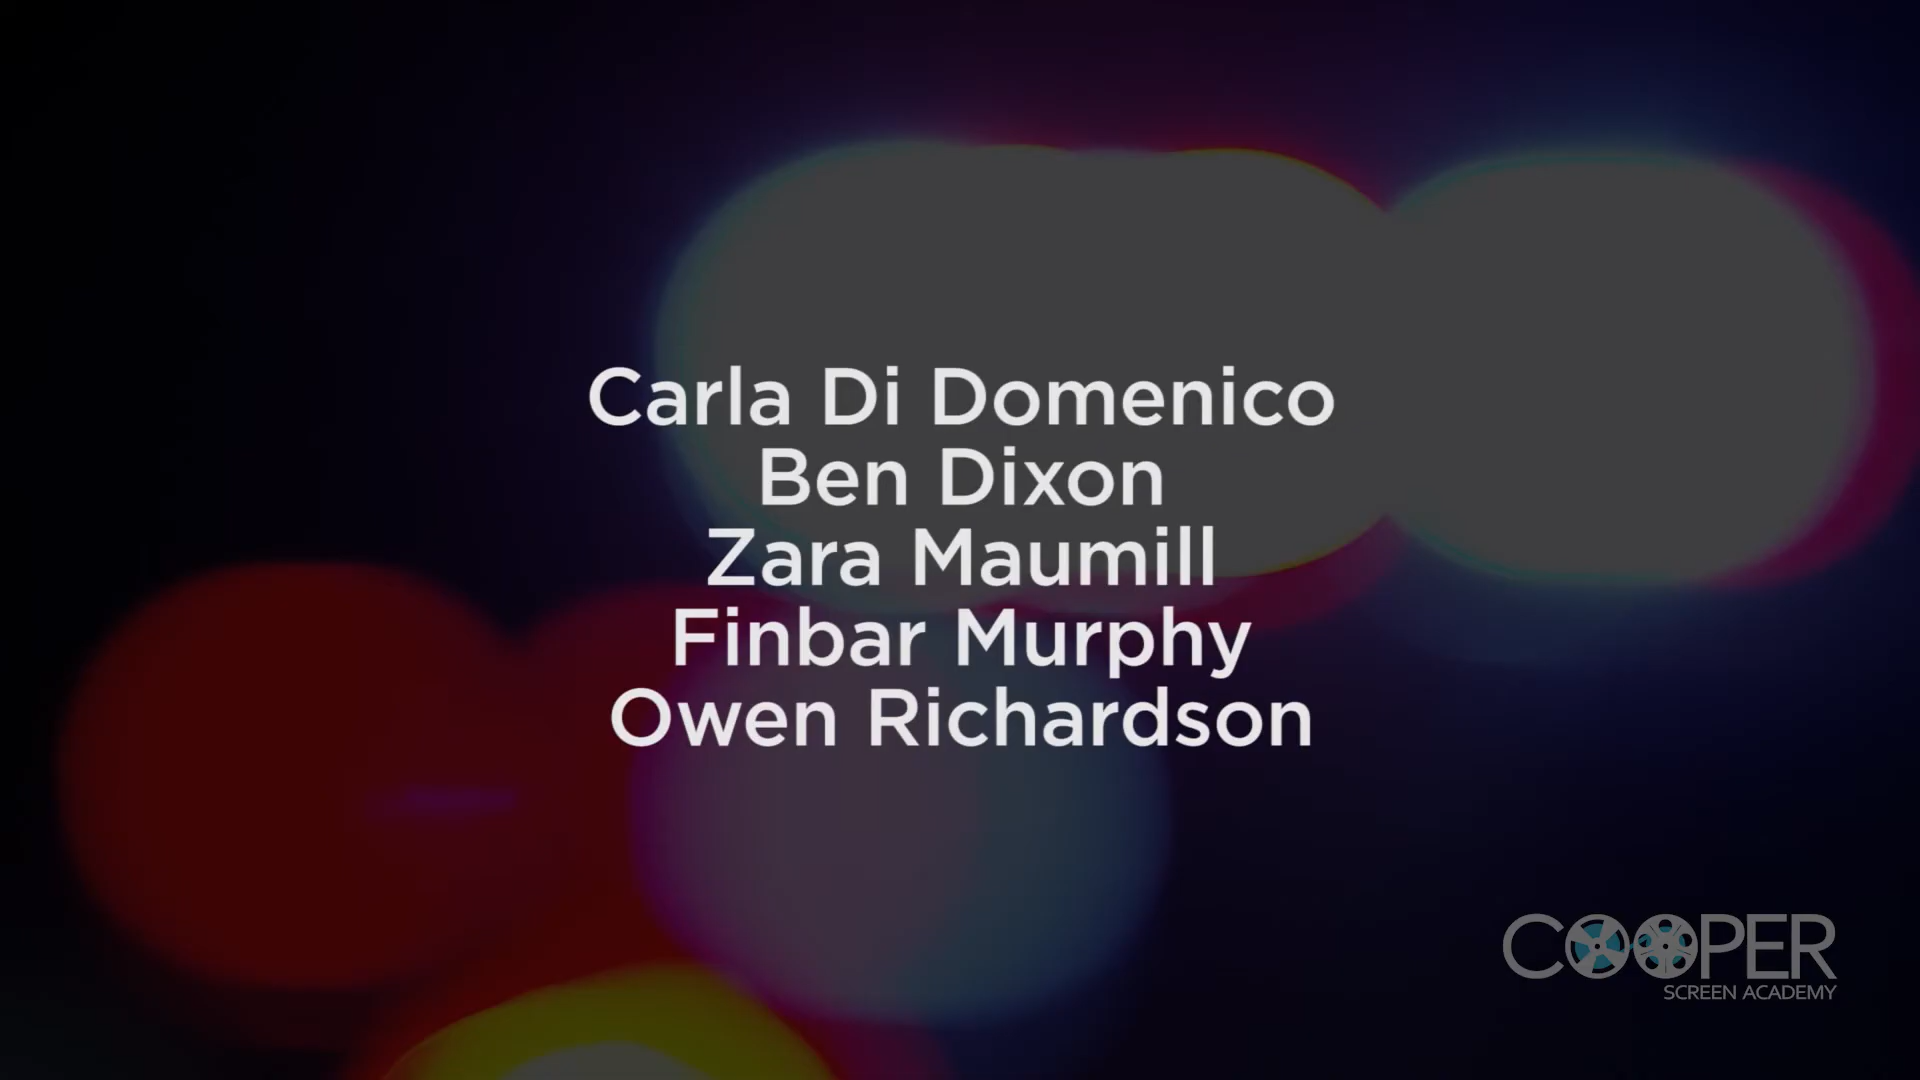 Carla Di Domenico
Ben Dixon
Zara Maumill
Finbar Murphy
Owen Richardson
COOPER
SCREEN ACADEMY